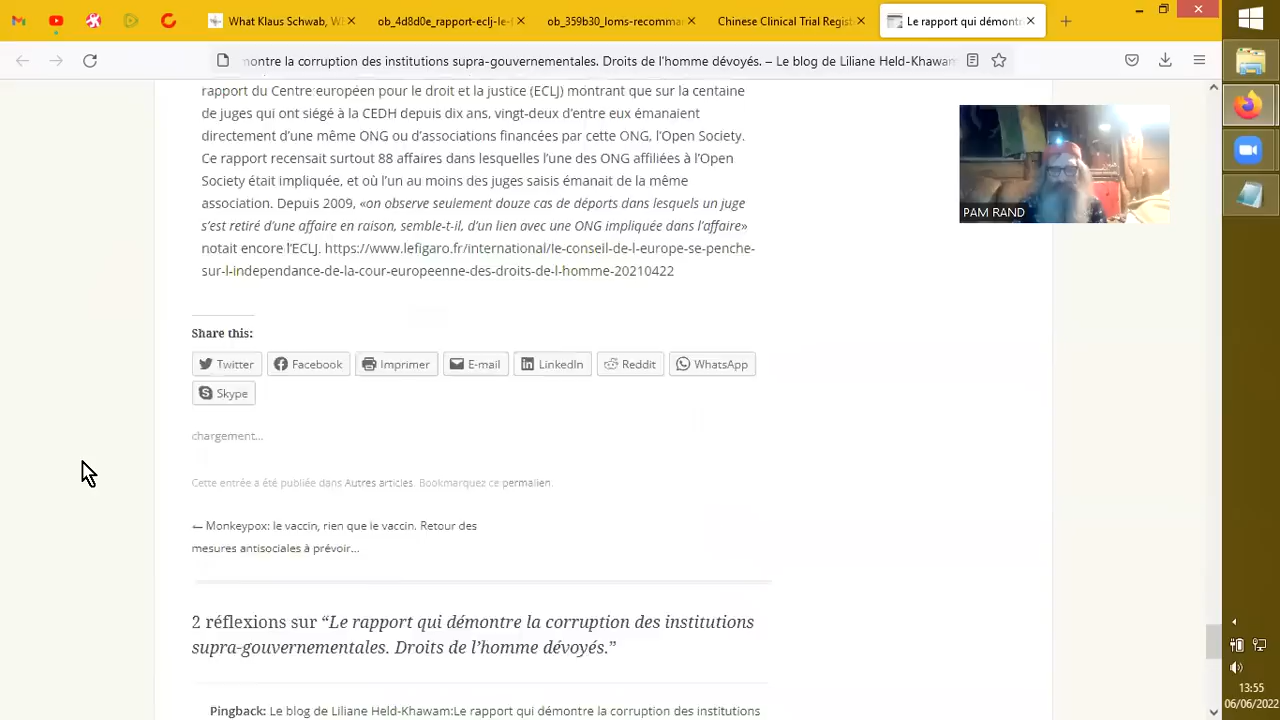 What Klaus Schwab, W
ob_4d8d0e_rapport-eclj-le-
ob_359b30_loms-recommar
Chinese Clinical Trial Regist
Le rapport qui démontr
montre la corruption des institutions supra-gouvernementales. Droits de l'homme dévoyés. – Le blog de Liliane Held-Khawam
rapport du Centre européen pour le droit et la justice (ECLJ) montrant que sur la centaine
de juges qui ont siégé à la CEDH depuis dix ans, vingt-deux d'entre eux émanaient
directement d'une même ONG ou d'associations financées par cette ONG, l'Open Society.
Ce rapport recensait surtout 88 affaires dans lesquelles l'une des ONG affiliées à l'Open
Society était impliquée, et où l'un au moins des juges saisis émanait de la même
association. Depuis 2009, «on observe seulement douze cas de déports dans lesquels un juge
s'est retiré d'une affaire en raison, semble-t-il, d'un lien avec une ONG impliquée dans l'affaire»
notait encore l'ECLJ. https://www.lefigaro.fr/international/le-conseil-de-l-europe-se-penche-
sur-l-independance-de-la-cour-europeenne-des-droits-de-l-homme-20210422
PAM RAND
Share this:
Twitter
Facebook
Imprimer
E-mail
LinkedIn
Reddit
WhatsApp
Skype
chargement…
Cette entrée a été publiée dans Autres articles. Bookmarquez ce permalien.
← Monkeypox: le vaccin, rien que le vaccin. Retour des
mesures antisociales à prévoir…
2 réflexions sur “Le rapport qui démontre la corruption des institutions
supra-gouvernementales. Droits de l'homme dévoyés.”
Pingback: Le blog de Liliane Held-Khawam:Le rapport qui démontre la corruption des institutions
13:55
06/06/2022